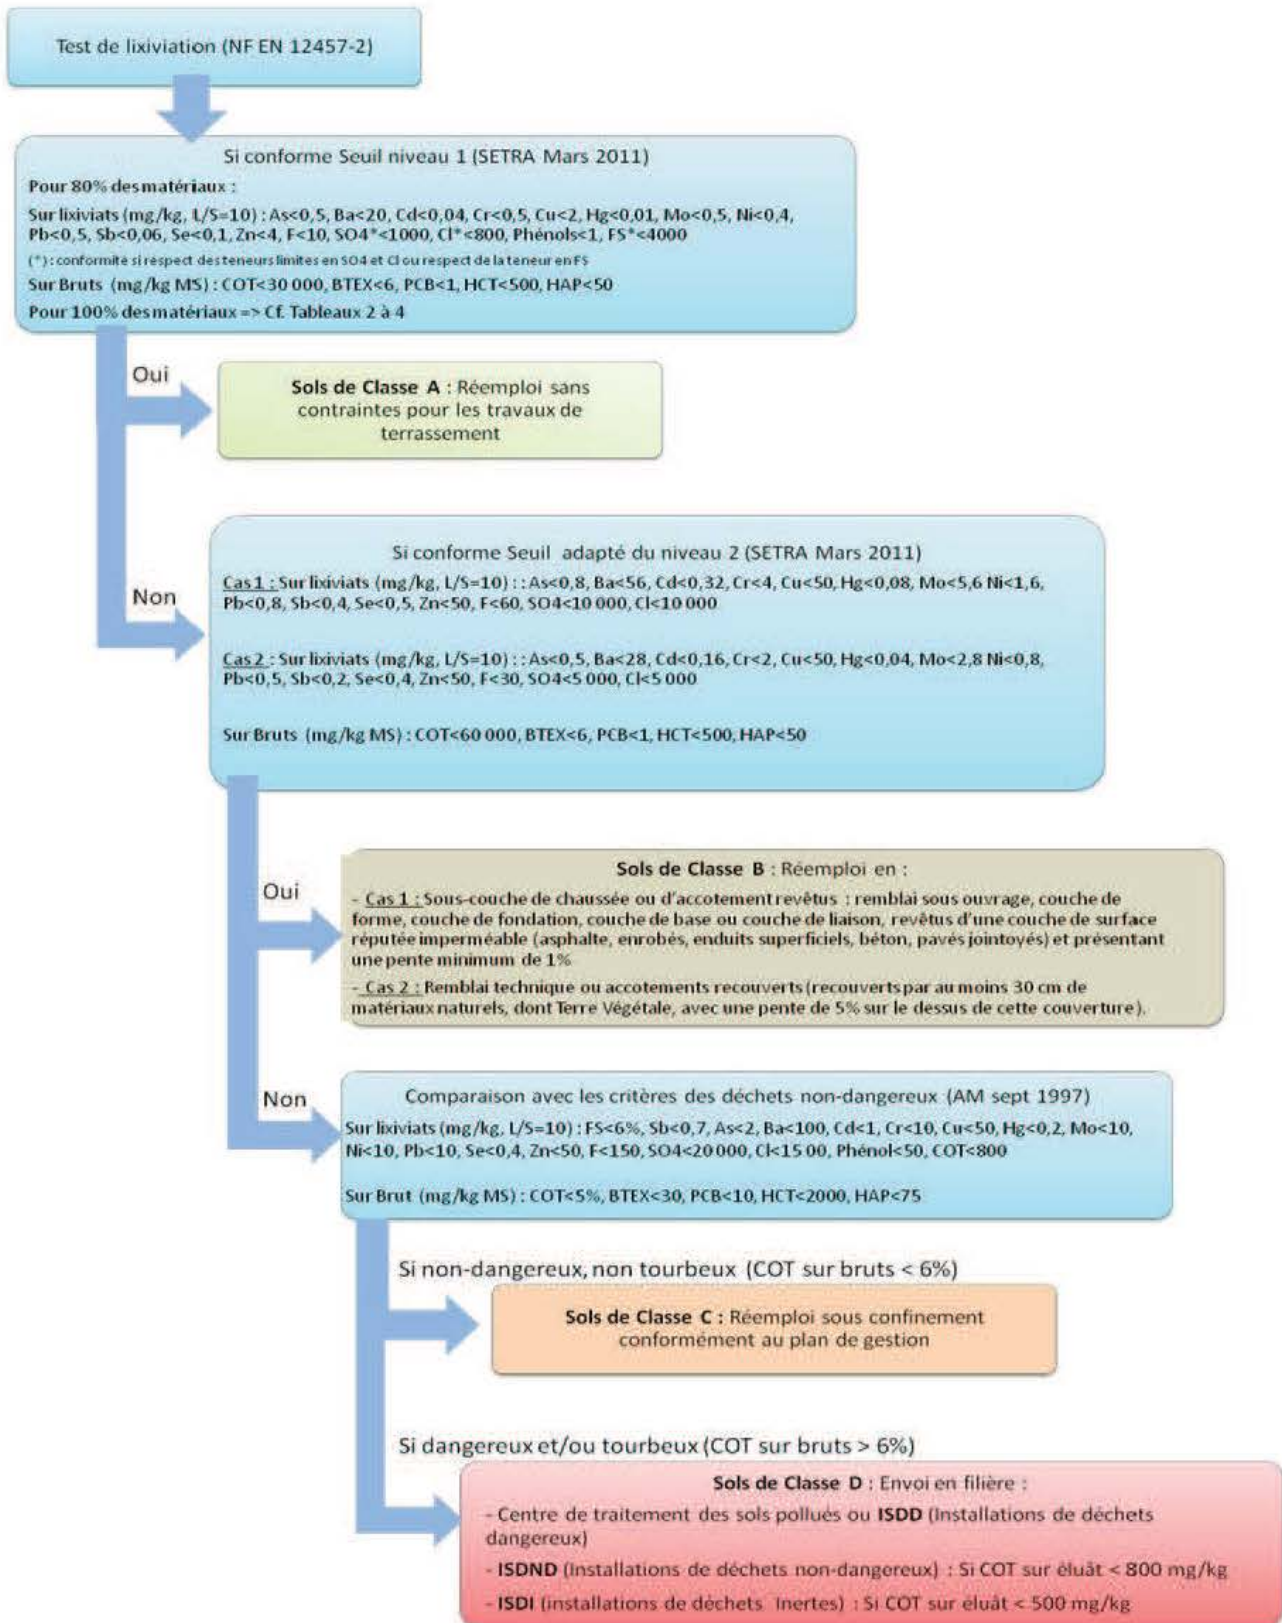 Test de lixiviation (NF EN 12457-2)
Si conforme Seuil niveau 1 (SETRA Mars 2011)
Pour 80% des matériaux :
Sur lixiviats (mg/kg, L/S=10) : As<0,5, Ba<20, Cd<0,04, Cr<0,5, Cu<2, Hg<0,01, Mo<0,5, Ni<0,4,
Pb<0,5, Sb<0,06, Se<0,1, Zn<4, F<10, SO4*<1000, Cl*<800, Phénols<1, FS*<4000
(*) : conformité si respect des teneurs limites en SO4 et Cl ou respect de la teneur en FS
Sur Bruts (mg/kg MS) : COT<30 000, BTEX<6, PCB<1, HCT<500, HAP<50
Pour 100% des matériaux => Cf. Tableaux 2 à 4
Oui
Sols de Classe A : Réemploi sans
contraintes pour les travaux de
terrassement
Non
Si conforme Seuil adapté du niveau 2 (SETRA Mars 2011)
Cas 1 : Sur lixiviats (mg/kg, L/S=10) : : As<0,8, Ba<56, Cd<0,32, Cr<4, Cu<50, Hg<0,08, Mo<5,6 Ni<1,6,
Pb<0,8, Sb<0,4, Se<0,5, Zn<50, F<60, SO4<10 000, Cl<10 000
Cas 2 : Sur lixiviats (mg/kg, L/S=10) : : As<0,5, Ba<28, Cd<0,16, Cr<2, Cu<50, Hg<0,04, Mo<2,8 Ni<0,8,
Pb<0,5, Sb<0,2, Se<0,4, Zn<50, F<30, SO4<5 000, Cl<5 000
Sur Bruts (mg/kg MS) : COT<60 000, BTEX<6, PCB<1, HCT<500, HAP<50
Oui
Sols de Classe B : Réemploi en :
- Cas 1 : Sous-couche de chaussée ou d'accotement revêtus : remblai sous ouvrage, couche de
forme, couche de fondation, couche de base ou couche de liaison, revêtus d'une couche de surface
réputée imperméable (asphalte, enrobés, enduits superficiels, béton, pavés jointoyés) et présentant
une pente minimum de 1%
- Cas 2 : Remblai technique ou accotements recouverts (recouverts par au moins 30 cm de
matériaux naturels, dont Terre Végétale, avec une pente de 5% sur le dessus de cette couverture).
Non
Comparaison avec les critères des déchets non-dangereux (AM sept 1997)
Sur lixiviats (mg/kg, L/S=10) : FS<6%, Sb<0,7, As<2, Ba<100, Cd<1, Cr<10, Cu<50, Hg<0,2, Mo<10,
Ni<10, Pb<10, Se<0,4, Zn<50, F<150, SO4<20 000, Cl<15 00, Phénol<50, COT<800
Sur Brut (mg/kg MS) : COT<5%, BTEX<30, PCB<10, HCT<2000, HAP<75
Si non-dangereux, non tourbeux (COT sur bruts < 6%)
Sols de Classe C : Réemploi sous confinement
conformément au plan de gestion
Si dangereux et/ou tourbeux (COT sur bruts > 6%)
Sols de Classe D : Envoi en filière :
- Centre de traitement des sols pollués ou ISDD (Installations de déchets
dangereux)
- ISDND (Installations de déchets non-dangereux) : Si COT sur éluât < 800 mg/kg
- ISDI (installations de déchets Inertes) : Si COT sur éluât < 500 mg/kg